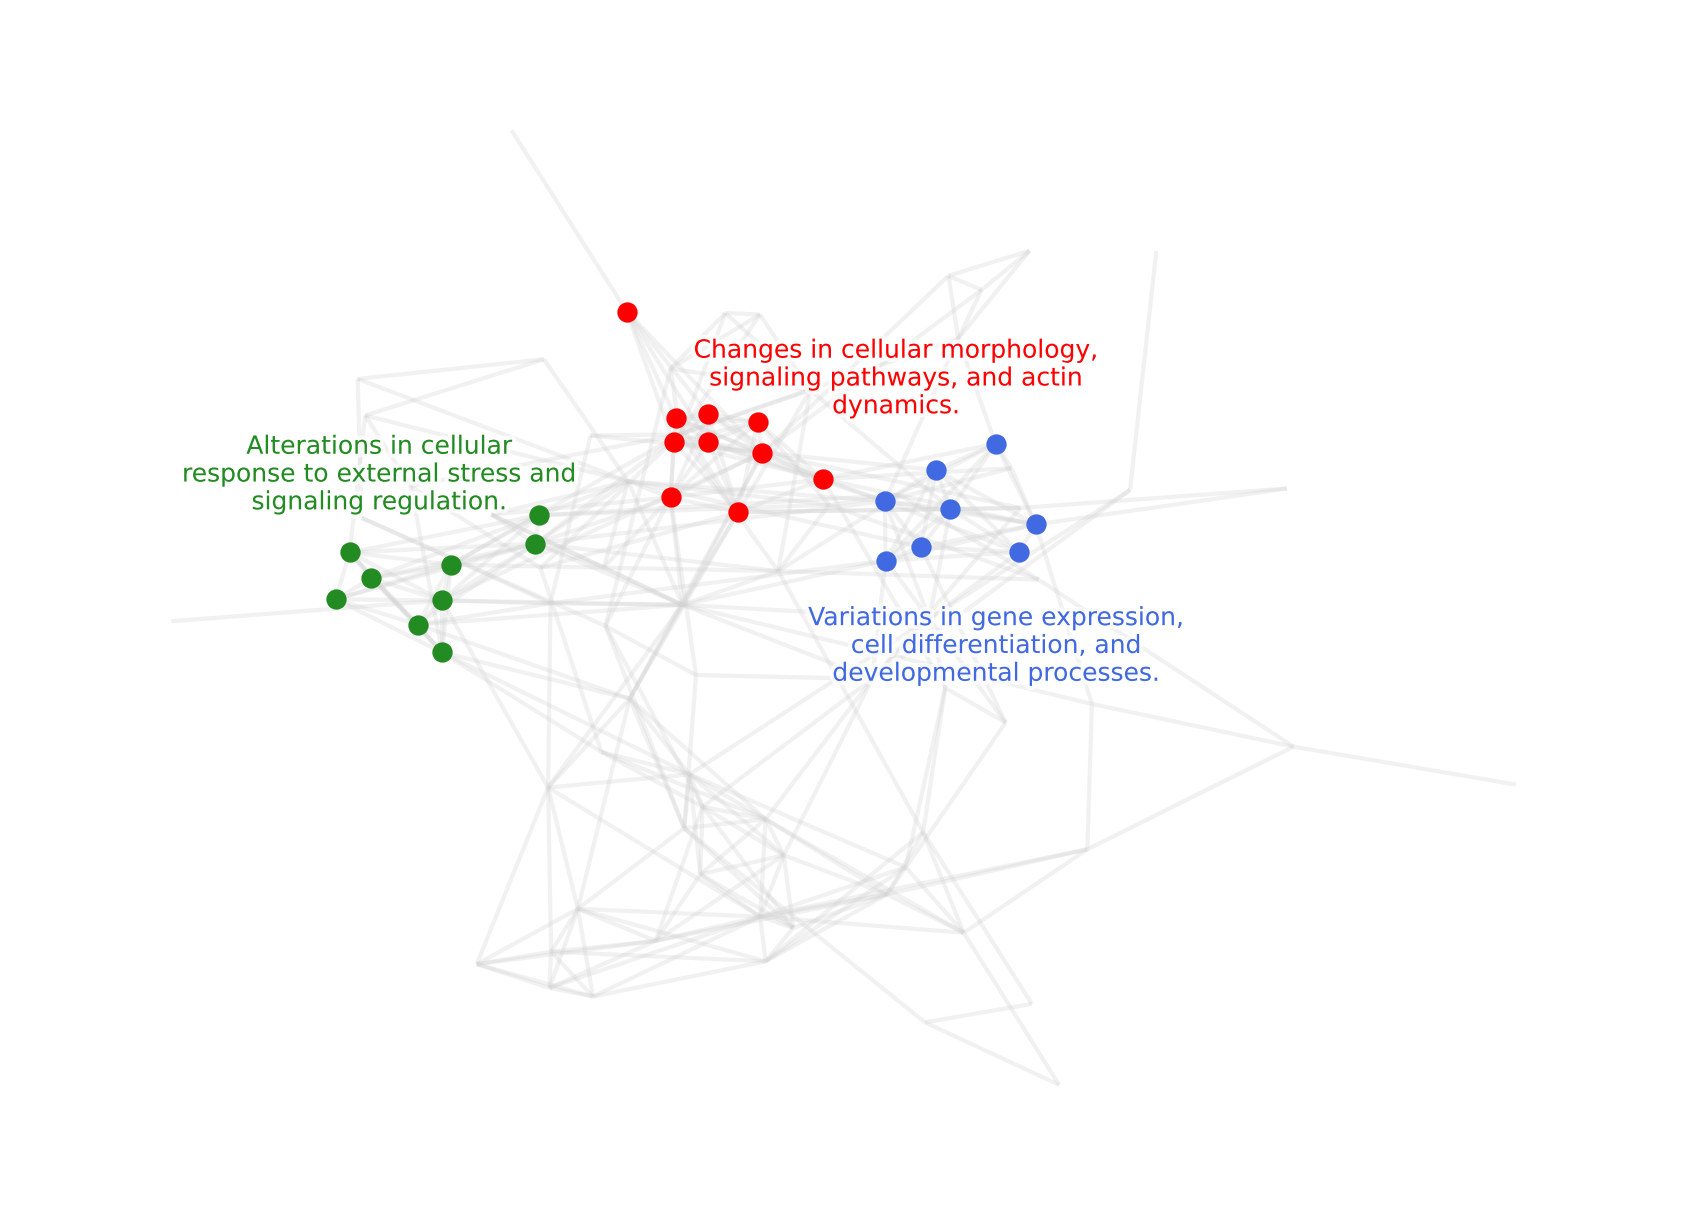 Changes in cellular morphology,
signaling pathways, and actin
dynamics.
Alterations in cellular
response to external stress and
signaling regulation.
Variations in gene expression,
cell differentiation, and
developmental processes.